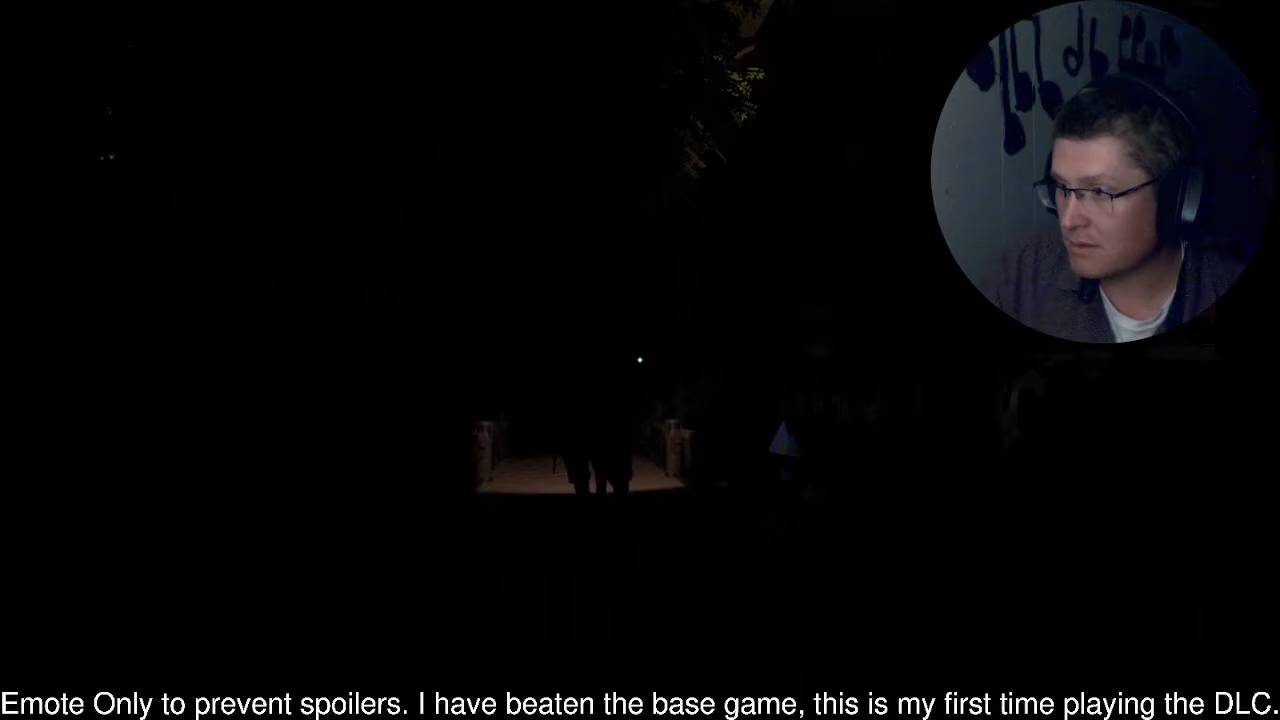 Emote Only to prevent spoilers. I have beaten the base game, this is my first time playing the DLC.